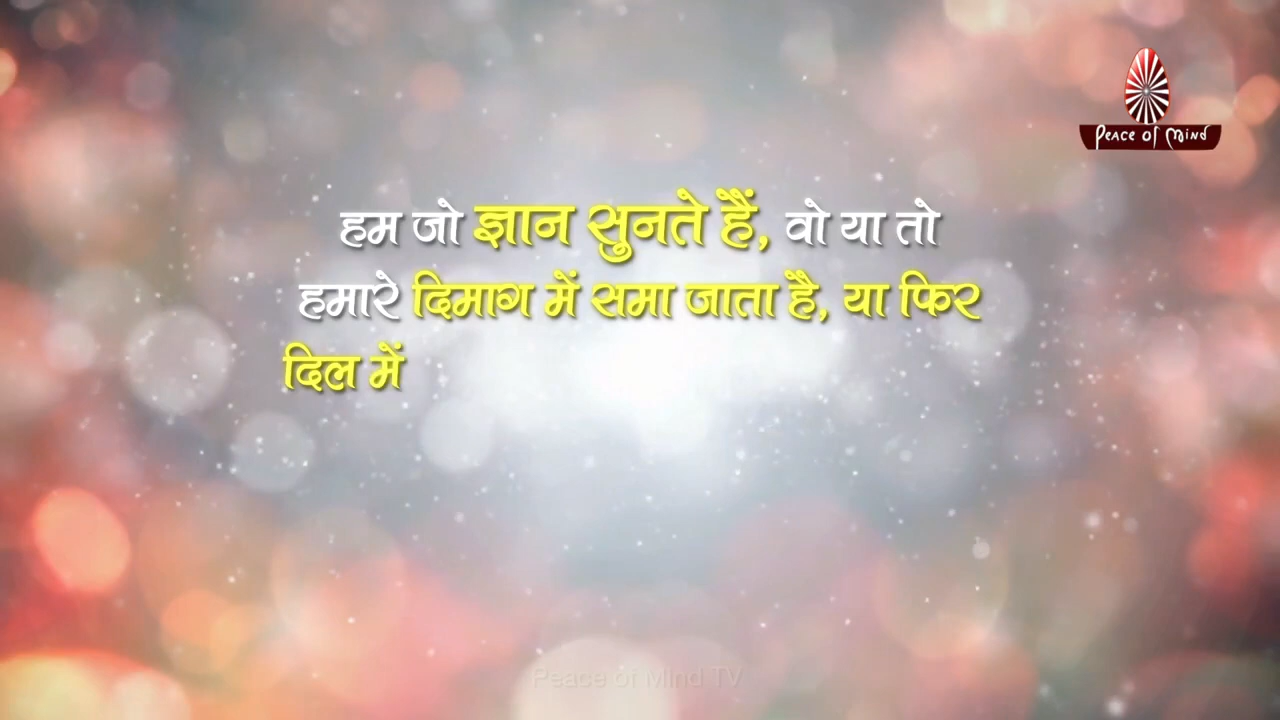 Peace of Mind
हम जो ज्ञान सुनते हैं, वो या तो
हमारे दिमाग में समा जाता है, या फिर
दिल में
Peace of Mind TV